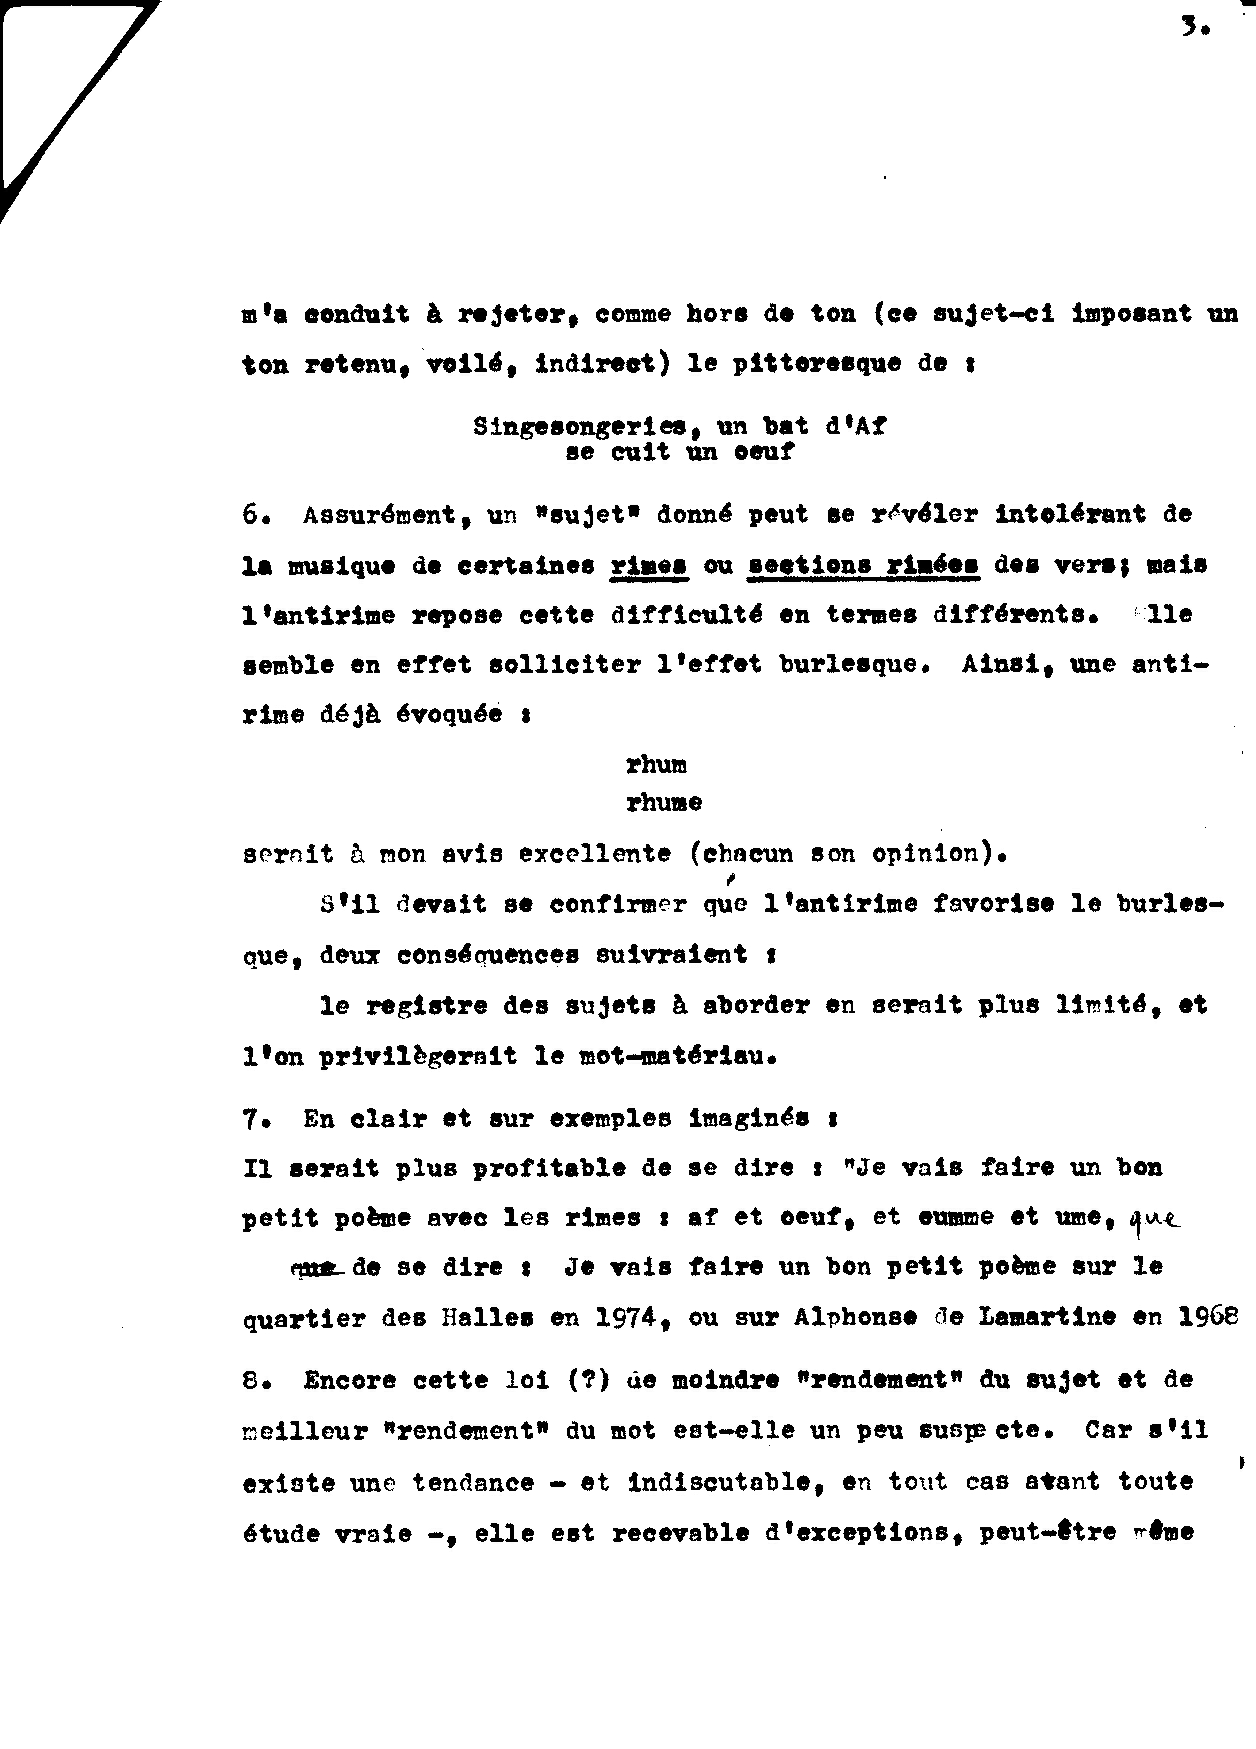 3.
m'a conduit à rejeter, comme hors de ton (ce sujet-ci imposant un
ton retenu, voilé, indirect) le pittoresque de :
Singesongeries, un bat d'Af
se cuit un oeuf
6. Assurément, un "sujet" donné peut se révéler intolérant de
la musique de certaines rimes ou sections rimées des vers; mais
l'antirime repose cette difficulté en termes différents. lle
semble en effet solliciter l'effet burlesque. Ainsi, une anti-
rime déjà évoquée :
rhum
rhume
serait à mon avis excellente (chacun son opinion).
S'il devait se confirmer que l'antirime favorise le burles-
que, deux conséquences suivraient :
le registre des sujets à aborder en serait plus limité, et
l'on privilègerait le mot-matériau.
7. En clair et sur exemples imaginés :
Il serait plus profitable de se dire : "Je vais faire un bon
petit poème avec les rimes : af et oeuf, et eumme et ume, que
de se dire : Je vais faire un bon petit poème sur le
quartier des Halles en 1974, ou sur Alphonse de Lamartine en 1968
8. Encore cette loi (?) de moindre "rendement" du sujet et de
meilleur "rendement" du mot est-elle un peu suspecte. Car s'il
existe une tendance - et indiscutable, en tout cas avant toute
étude vraie -, elle est recevable d'exceptions, peut-être même